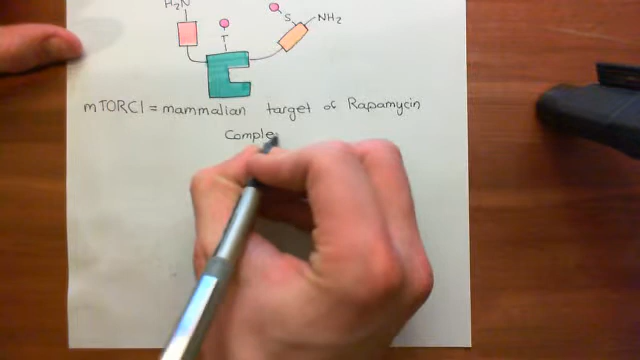 H₂N
S NH₂
T
mTORC1 = mammalian target of Rapamycin
Comple